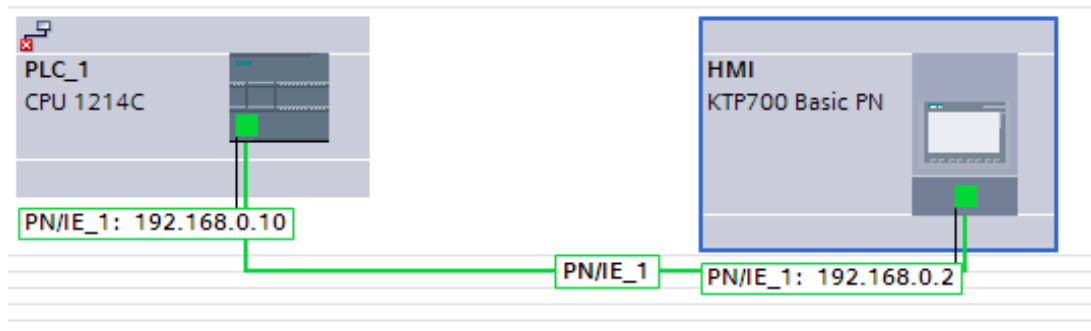 PLC_1
CPU 1214C
HMI
KTP700 Basic PN
PN/IE_1: 192.168.0.10
PN/IE_1
PN/IE_1: 192.168.0.2